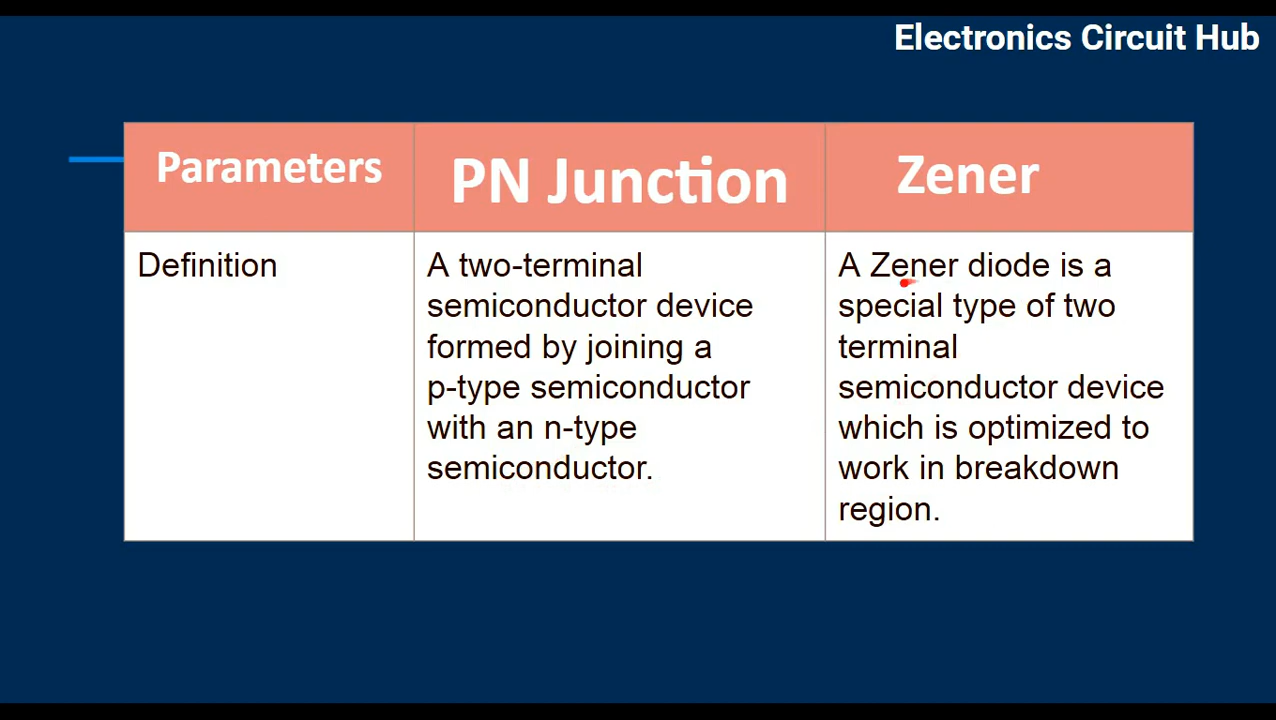 Electronics Circuit Hub
Parameters
PN Junction
Zener
Definition
A two-terminal
semiconductor device
formed by joining a
p-type semiconductor
with an n-type
semiconductor.
A Zener diode is a
special type of two
terminal
semiconductor device
which is optimized to
work in breakdown
region.